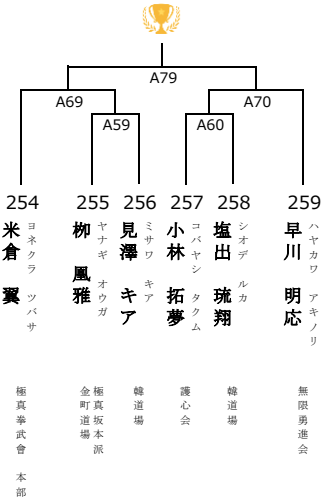 A79
A69
A70
A59
A60
254
255
256
257
258
259
米倉 翼
ヨネクラ ツバサ
栁 凰雅
ヤナギ オウガ
見澤 キア
ミサワ キア
小林 拓夢
コバヤシ タクム
塩出 琉翔
シオデ ルカ
早川 明応
ハヤカワ アキノリ
極真拳武會 本部
極真坂本派
金町道場
韓道場
護心会
韓道場
無限勇進会